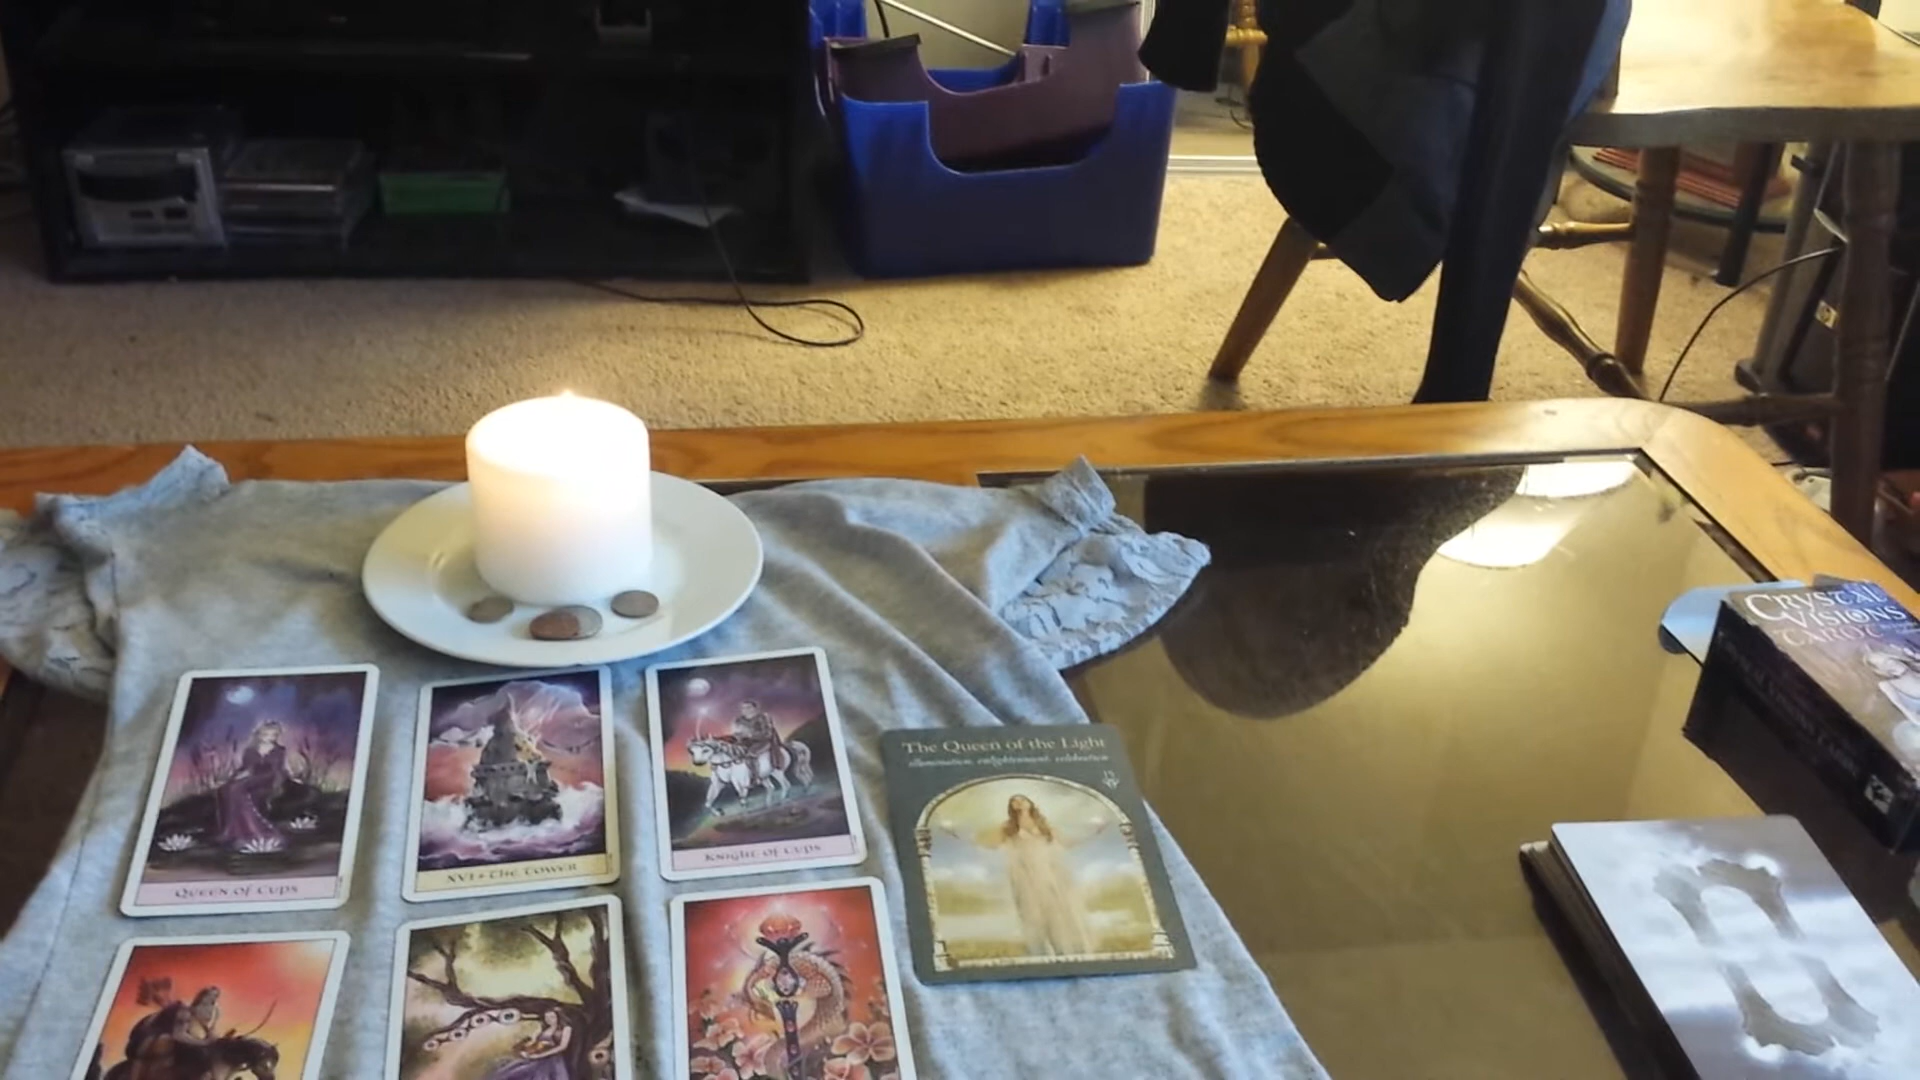 Queen of Cups
XVI • The Tower
Knight of Cups
The Queen of the Light
illumination, enlightenment, celebration
Crystal
Visions
Tarot